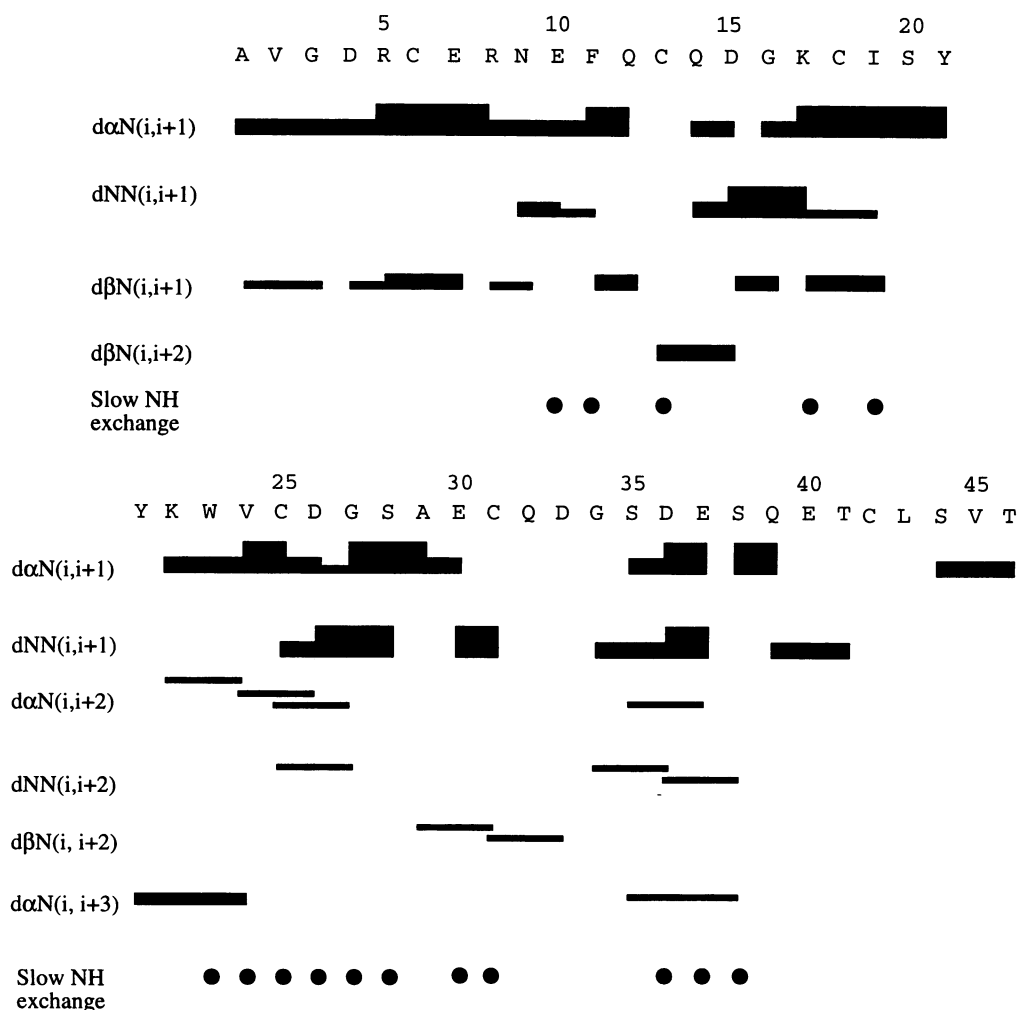 5 10 15 20
A V G D R C E R N E F Q C Q D G K C I S Y
dαN(i,i+1)
dNN(i,i+1)
dβN(i,i+1)
dβN(i,i+2)
Slow NH
exchange
25 30 35 40 45
Y K W V C D G S A E C Q D G S D E S Q E T C L S V T
dαN(i,i+1)
dNN(i,i+1)
dαN(i,i+2)
dNN(i,i+2)
dβN(i, i+2)
dαN(i, i+3)
Slow NH
exchange